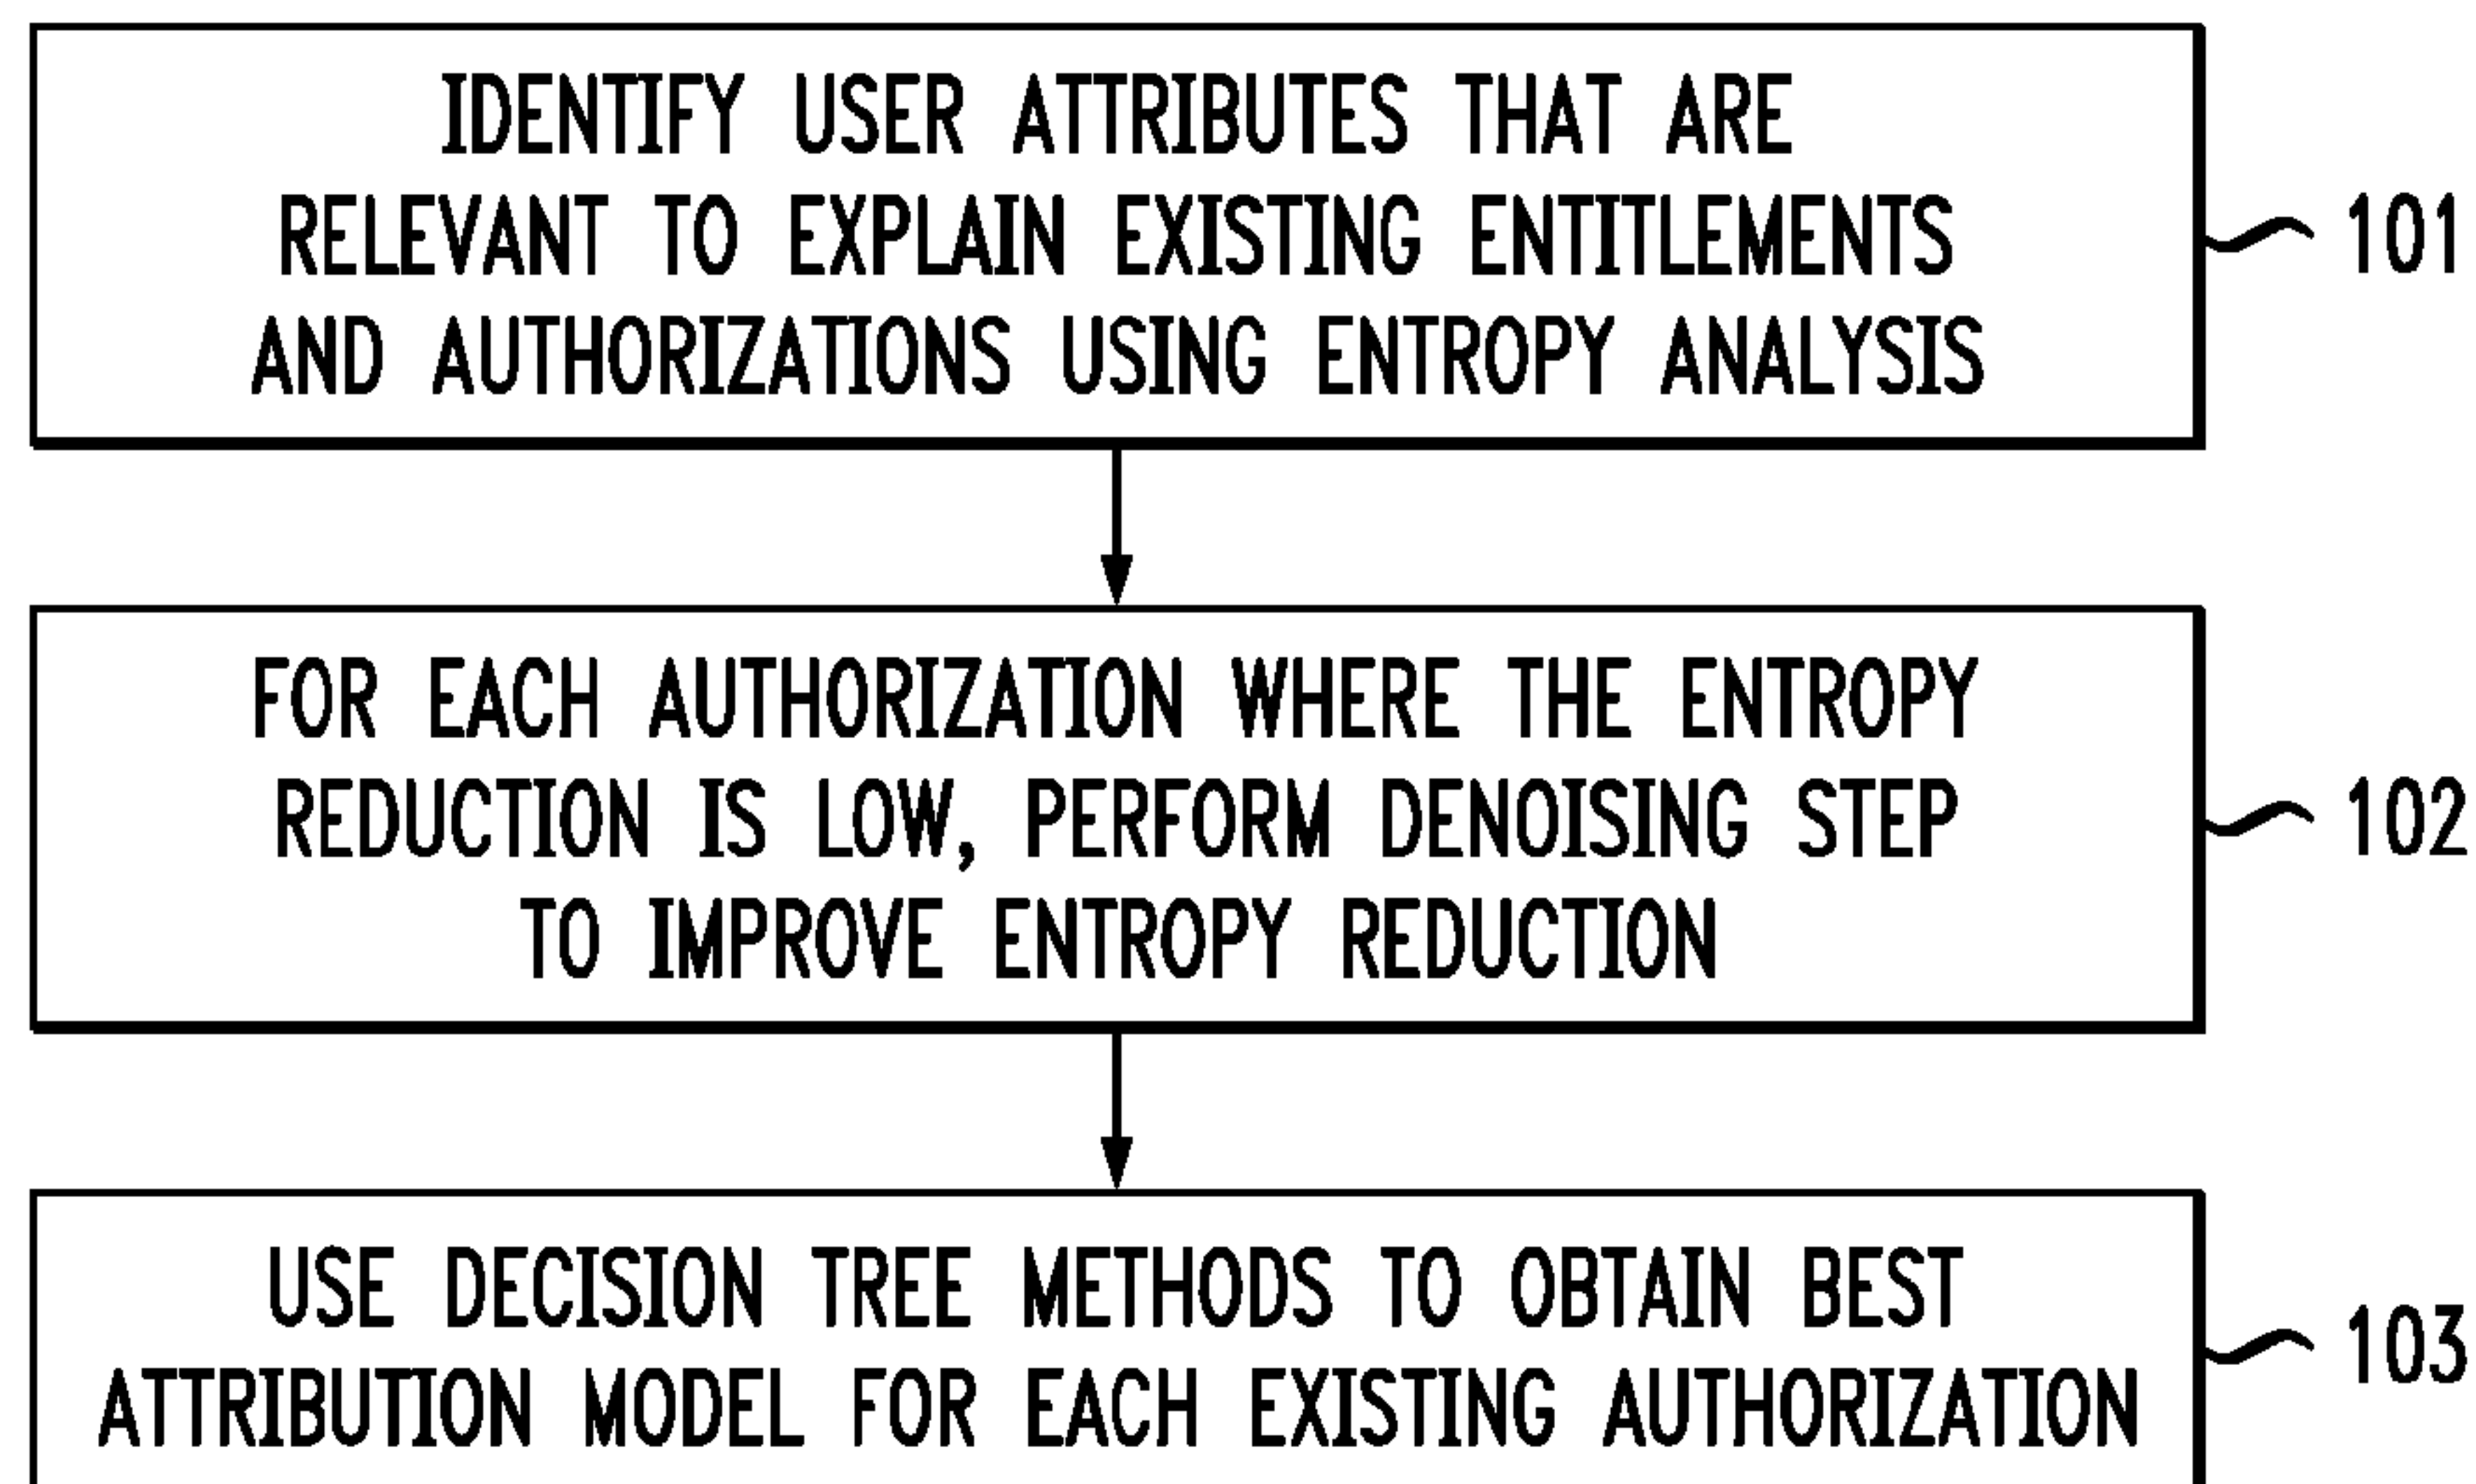 IDENTIFY USER ATTRIBUTES THAT ARE
RELEVANT TO EXPLAIN EXISTING ENTITLEMENTS
AND AUTHORIZATIONS USING ENTROPY ANALYSIS
101
FOR EACH AUTHORIZATION WHERE THE ENTROPY
REDUCTION IS LOW, PERFORM DENOISING STEP
TO IMPROVE ENTROPY REDUCTION
102
USE DECISION TREE METHODS TO OBTAIN BEST
ATTRIBUTION MODEL FOR EACH EXISTING AUTHORIZATION
103